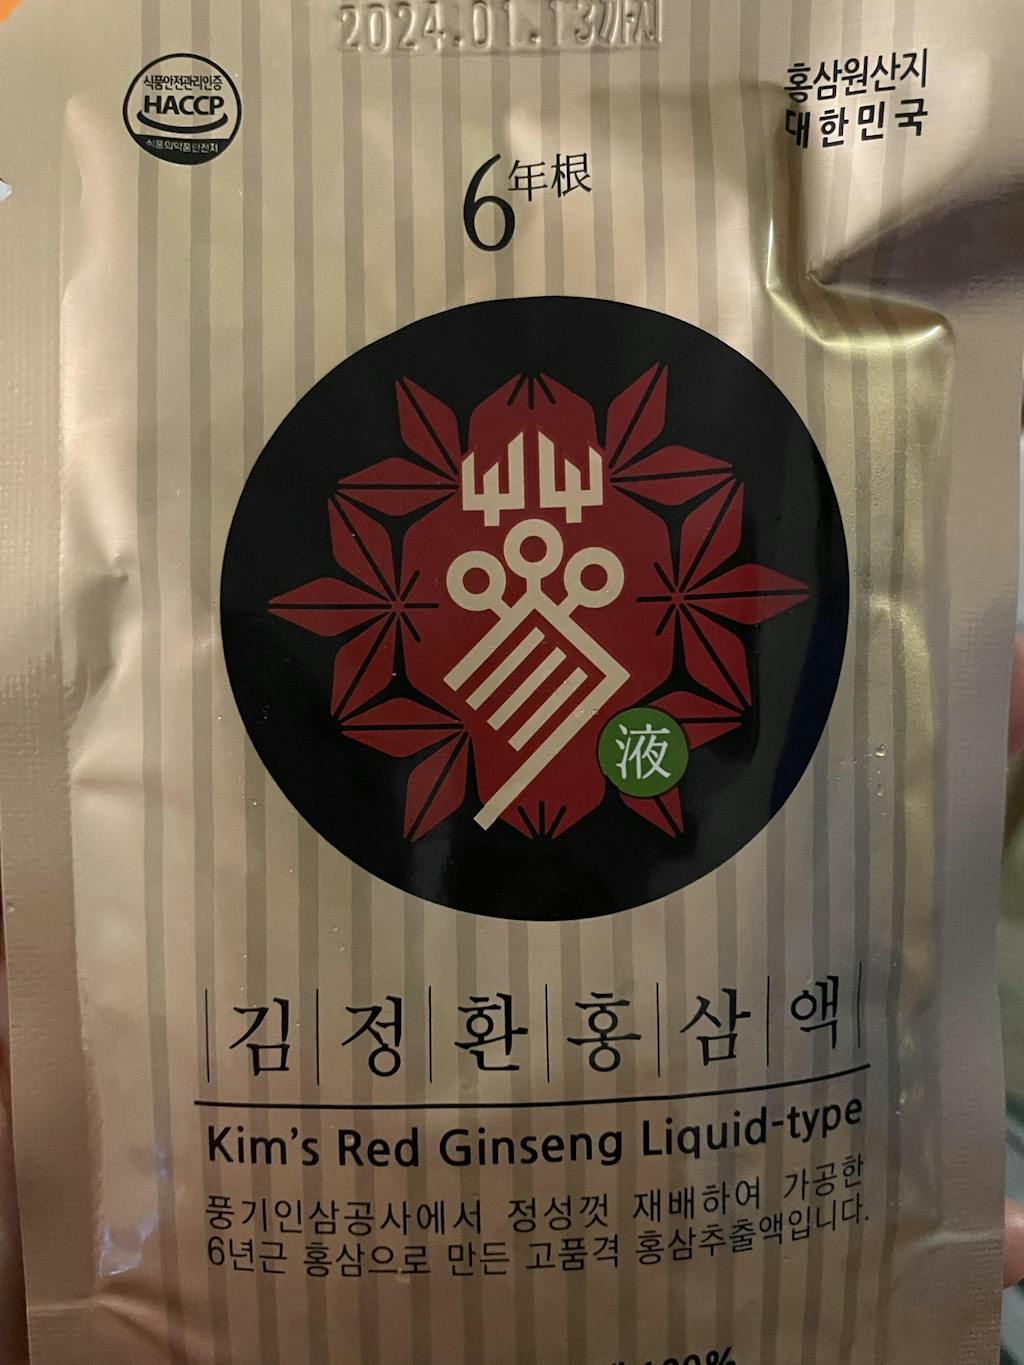 2024.01.13까지
식품안전관리인증
HACCP
식품의약품안전처
홍삼원산지
대한민국
6年根
蔘
液
김정환홍삼액
Kim's Red Ginseng Liquid-type
풍기인삼공사에서 정성껏 재배하여 가공한
6년근 홍삼으로 만든 고품격 홍삼추출액입니다.
100%